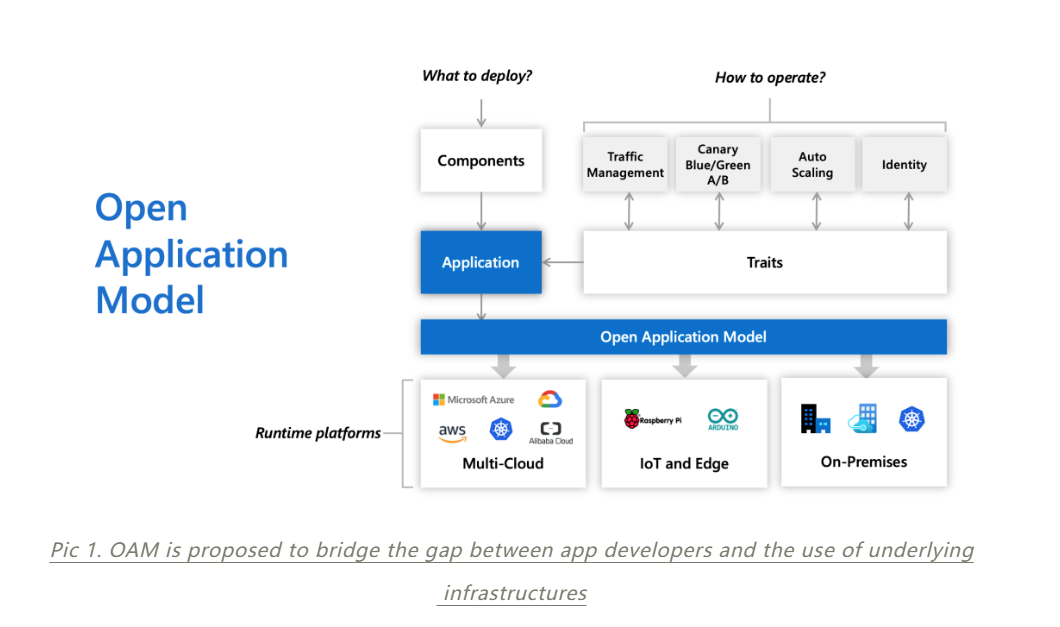 What to deploy?
How to operate?
Components
Traffic
Management
Canary
Blue/Green
A/B
Auto
Scaling
Identity
Open
Application
Model
Application
Traits
Open Application Model
Runtime platforms
Microsoft Azure
aws
Alibaba Cloud
Multi-Cloud
Raspberry Pi
ARDUINO
IoT and Edge
On-Premises
Pic 1. OAM is proposed to bridge the gap between app developers and the use of underlying
infrastructures